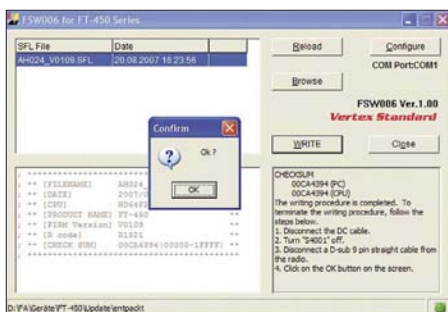 FSW006 for FT-450 Series
SFL File Date
AH024_V0109.SFL 20.08.2007 16:23:56
Reload Configure
COM Port:COM1
Browse
FSW006 Ver.1.00
Vertex Standard
WRITE Close
Confirm
Ok ?
OK
; ** [FILENAME] AH024_
; ** [DATE] 2007/
; ** [CPU] HD64F
; ** [PRODUCT NAME] FT-450 **
; ** [FIRM Version] V0109 **
; ** [R code] **
; ** [CHECK SUM] 00CA4394(00000-1FFFF) **
CHECKSUM
00CA4394 (PC)
00CA4394 (CPU)
The writing procedure is completed. To
terminate the writing procedure, follow the
steps below.
1. Disconnect the DC cable.
2. Turn "S4001" off.
3. Disconnect a D-sub 9 pin straight cable from
the radio.
4. Click on the OK button on the screen.
D:\FA\Geräte\FT-450\Update\entpackt